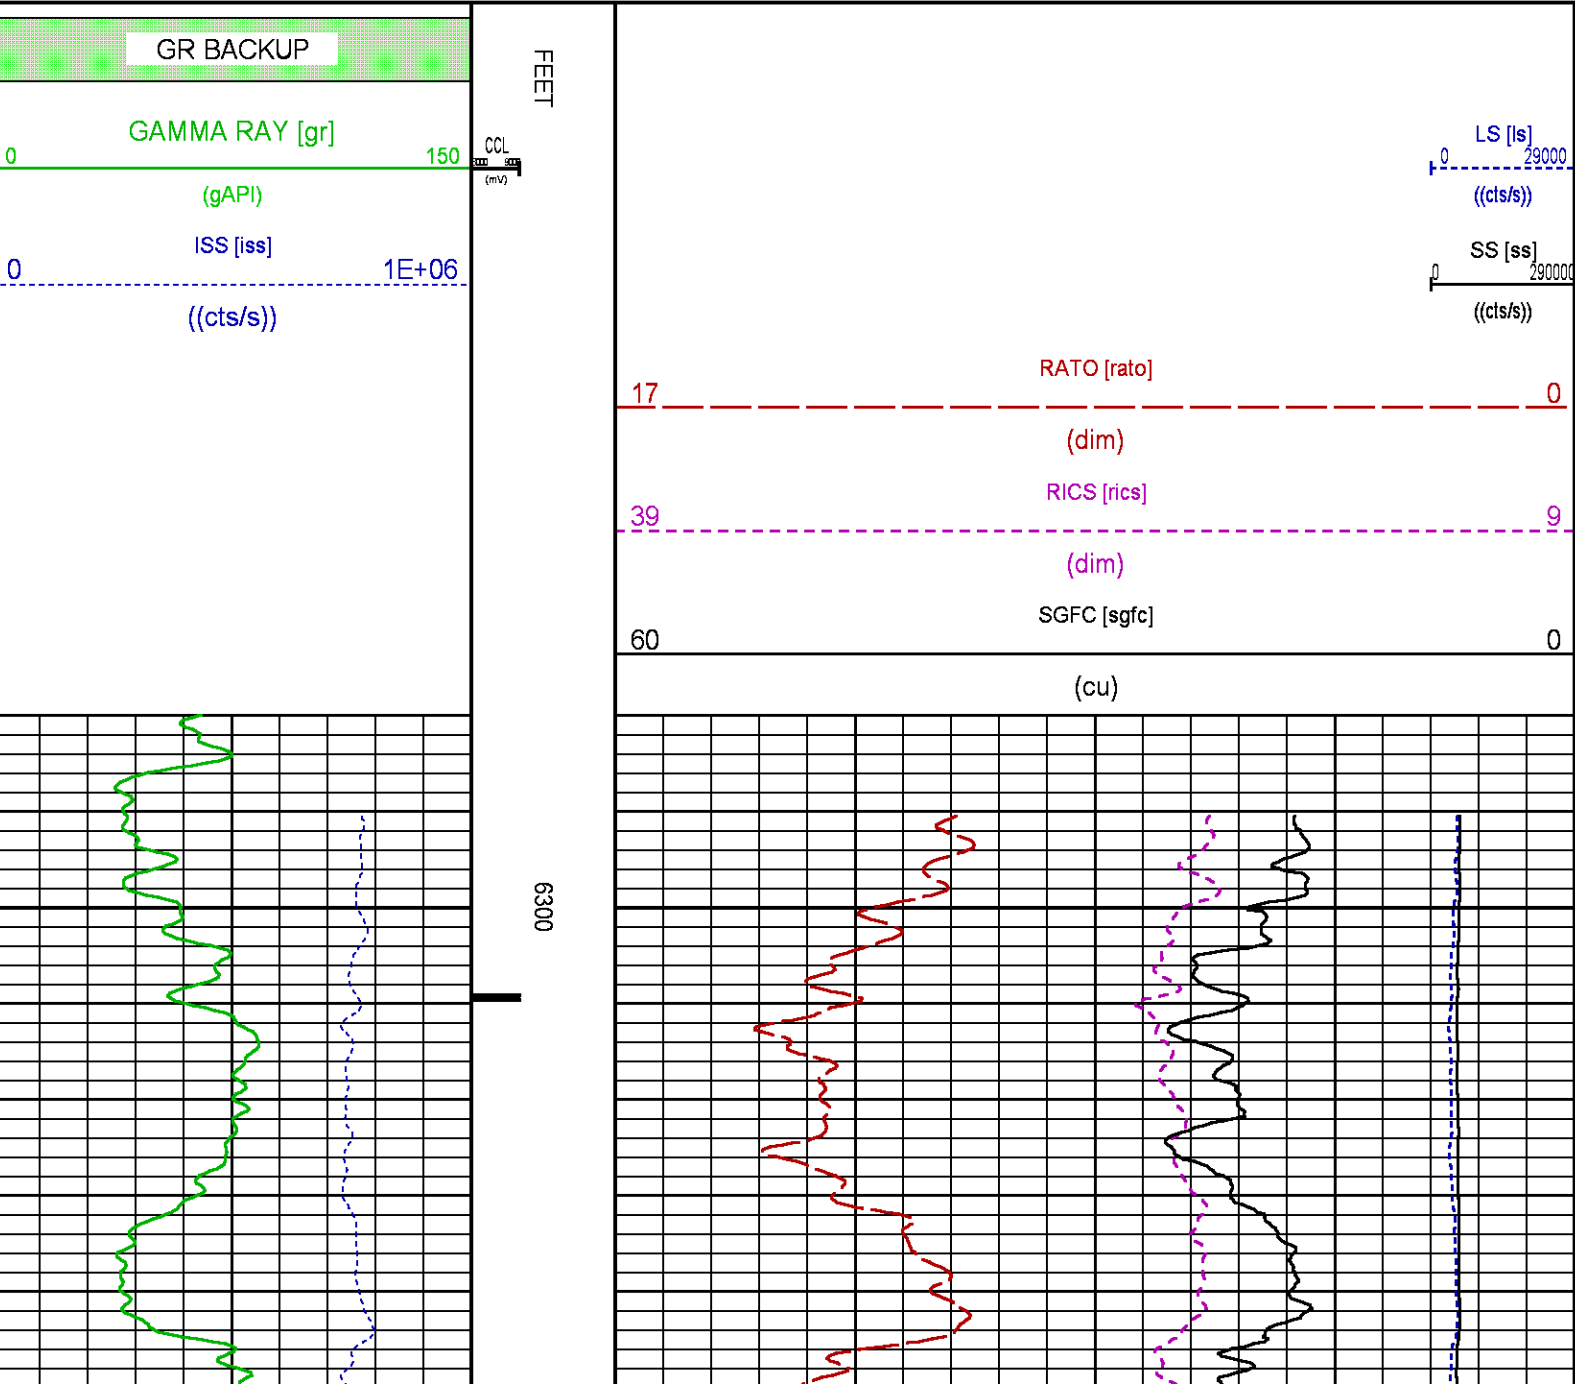 GR BACKUP
GAMMA RAY [gr]
0 150
(gAPI)
ISS [iss]
0 1E+06
((cts/s))
FEET
CCL
(mV)
LS [ls]
0 29000
((cts/s))
SS [ss]
0 290000
((cts/s))
RATO [rato]
17 0
(dim)
RICS [rics]
39 9
(dim)
SGFC [sgfc]
60 0
(cu)
6300